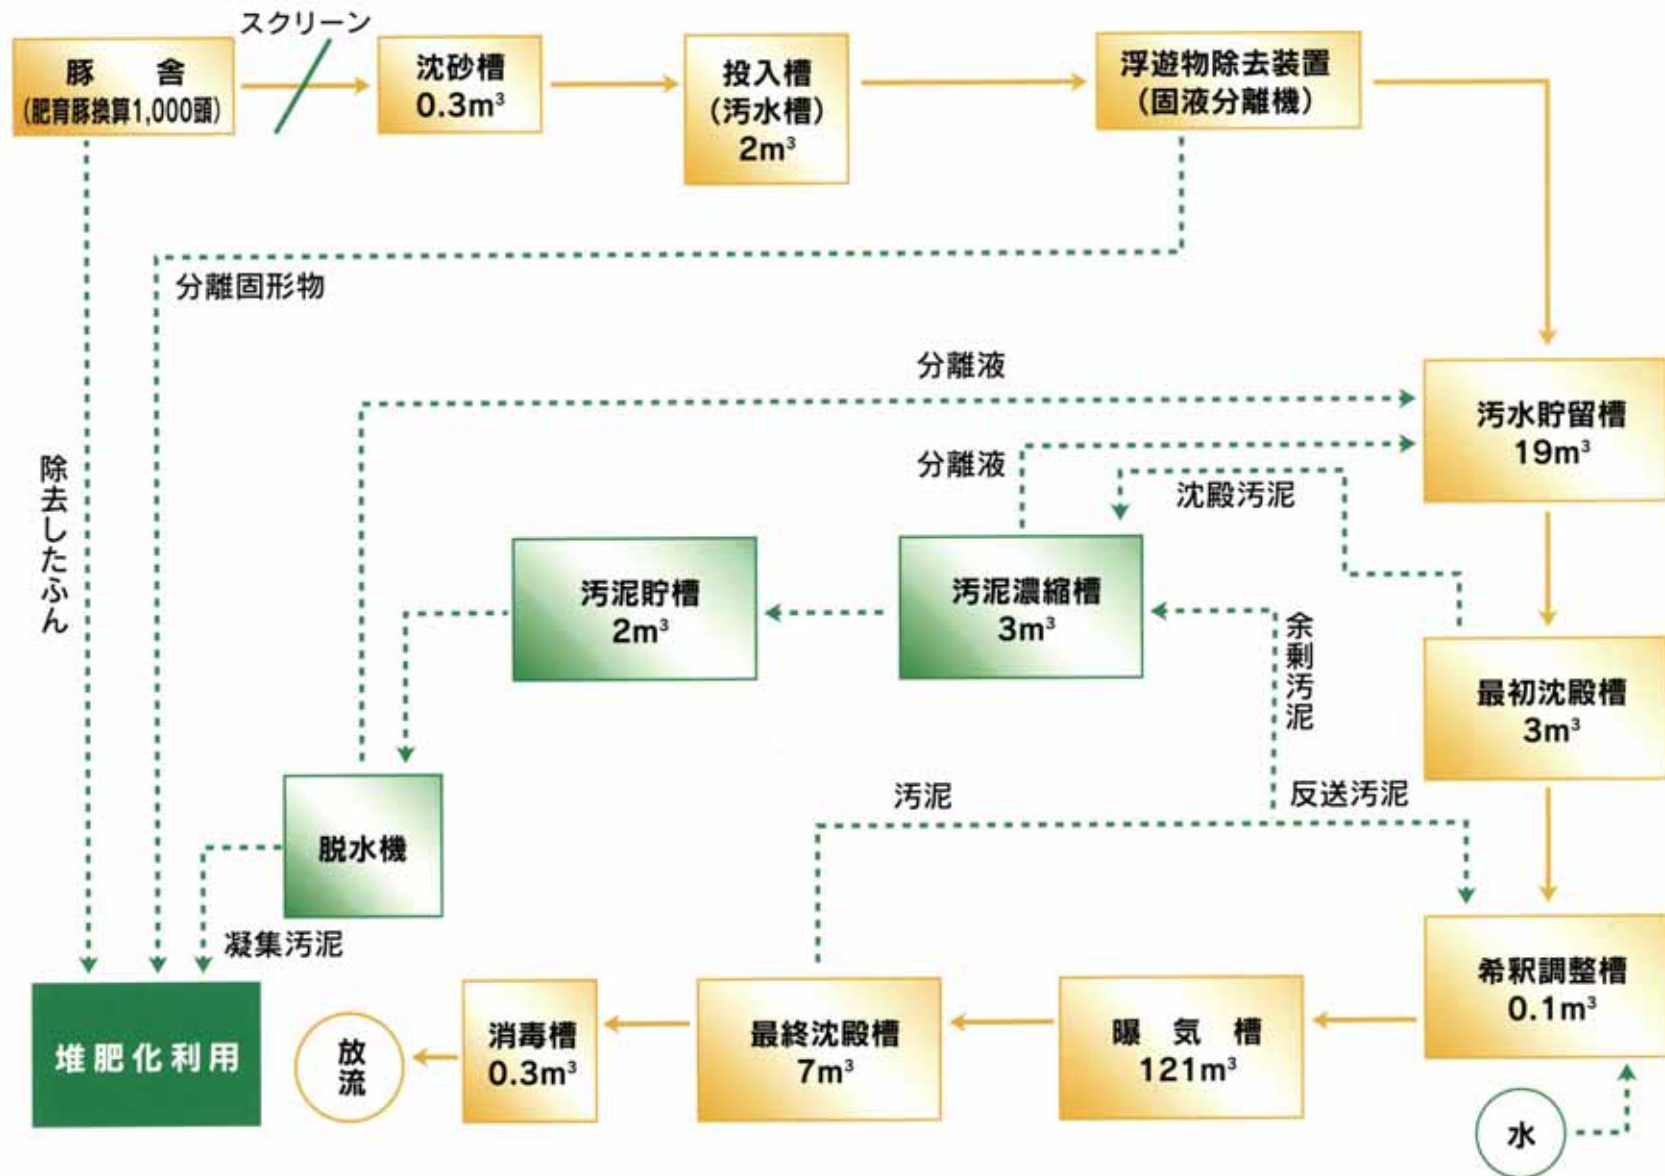 スクリーン
豚　舎
(肥育豚換算1,000頭)
沈砂槽
0.3m³
投入槽
(汚水槽)
2m³
浮遊物除去装置
(固液分離機)
分離固形物
分離液
汚水貯留槽
19m³
分離液
沈殿汚泥
除去したふん
汚泥貯槽
2m³
汚泥濃縮槽
3m³
余剰汚泥
最初沈殿槽
3m³
汚泥
反送汚泥
脱水機
凝集汚泥
希釈調整槽
0.1m³
堆肥化利用
放流
消毒槽
0.3m³
最終沈殿槽
7m³
曝　気　槽
121m³
水